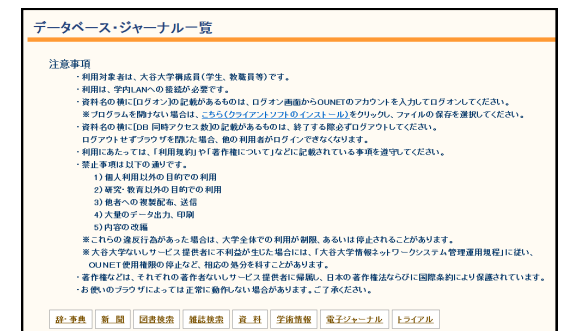 データベース・ジャーナル一覧
注意事項
・利用対象者は、大谷大学構成員(学生、教職員等)です。
・利用は、学内LANへの接続が必要です。
・資料名の横に[ログオン]の記載があるものは、ログオン画面からOUNETのアカウントを入力してログオンしてください。
※プログラムを開けない場合は、こちら(クライアントソフトのインストール)をクリックし、ファイルの保存を選択してください。
・資料名の横に[DB 同時アクセス数]の記載があるものは、終了する際必ずログアウトしてください。
ログアウトせずブラウザを閉じた場合、他の利用者がログインできなくなります。
・利用にあたっては、「利用規約」や「著作権について」などに記載されている事項を遵守してください。
・禁止事項は以下の通りです。
1) 個人利用以外の目的での利用
2) 研究・教育以外の目的での利用
3) 他者への複製配布、送信
4) 大量のデータ出力、印刷
5) 内容の改編
※これらの違反行為があった場合は、大学全体での利用が制限、あるいは停止されることがあります。
※大谷大学ないしサービス提供者に不利益が生じた場合には、「大谷大学情報ネットワークシステム管理運用規程」に従い、
OUNET使用権限の停止など、相応の処分を科すことがあります。
・著作権などは、それぞれの著作者ないしサービス提供者に帰属し、日本の著作権法ならびに国際条約により保護されています。
・お使いのブラウザによっては正常に動作しない場合があります。ご了承ください。
辞・事典 新 聞 図書検索 雑誌検索 資 料 学術情報 電子ジャーナル トライアル